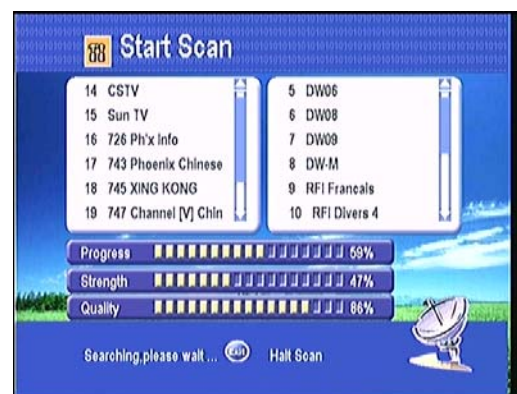 Start Scan
14 CSTV
15 Sun TV
16 726 Ph'x Info
17 743 Phoenix Chinese
18 745 XING KONG
19 747 Channel [V] Chin
5 DW06
6 DW08
7 DW09
8 DW-M
9 RFI Francais
10 RFI Divers 4
Progress 59%
Strength 47%
Quality 86%
Searching,please wait ... EXIT Halt Scan